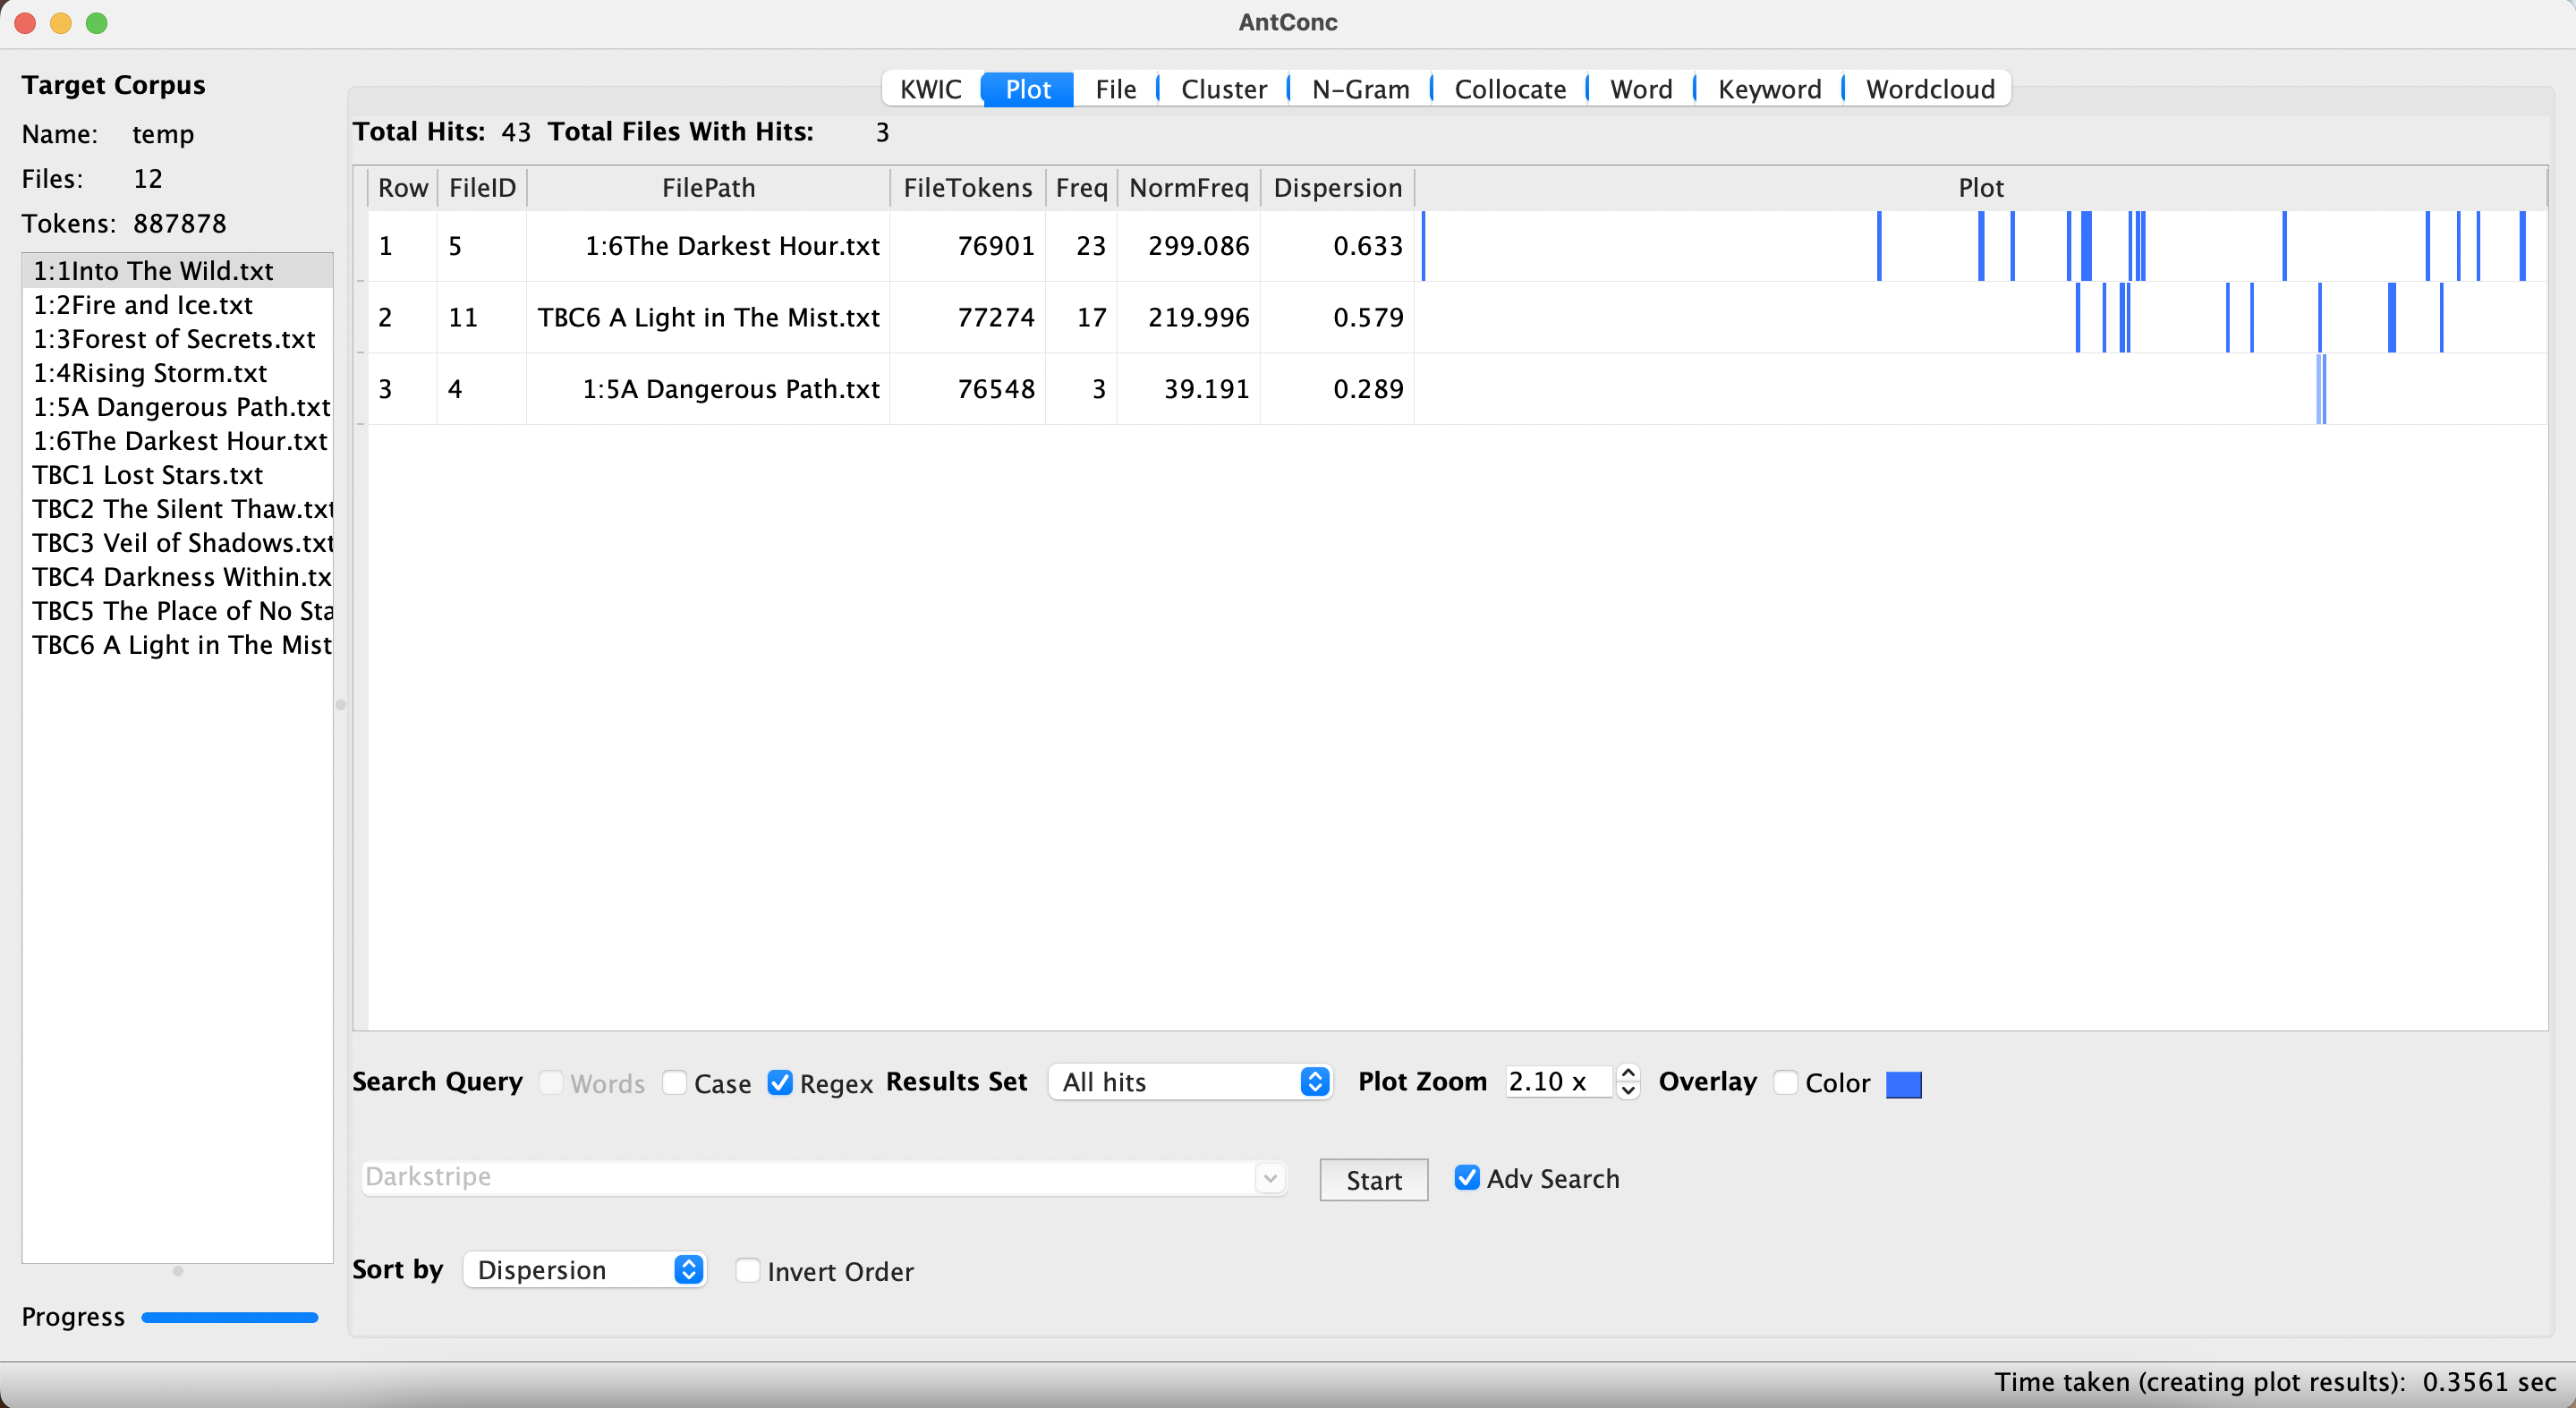 AntConc
Target Corpus
Name: temp
Files: 12
Tokens: 887878
1:1Into The Wild.txt
1:2Fire and Ice.txt
1:3Forest of Secrets.txt
1:4Rising Storm.txt
1:5A Dangerous Path.txt
1:6The Darkest Hour.txt
TBC1 Lost Stars.txt
TBC2 The Silent Thaw.txt
TBC3 Veil of Shadows.txt
TBC4 Darkness Within.tx
TBC5 The Place of No Sta
TBC6 A Light in The Mist
Progress
KWIC Plot File Cluster N-Gram Collocate Word Keyword Wordcloud
Total Hits: 43 Total Files With Hits: 3
Row FileID FilePath FileTokens Freq NormFreq Dispersion Plot
1 5 1:6The Darkest Hour.txt 76901 23 299.086 0.633
2 11 TBC6 A Light in The Mist.txt 77274 17 219.996 0.579
3 4 1:5A Dangerous Path.txt 76548 3 39.191 0.289
Search Query Words Case Regex Results Set All hits Plot Zoom 2.10 x Overlay Color
Darkstripe Start Adv Search
Sort by Dispersion Invert Order
Time taken (creating plot results): 0.3561 sec